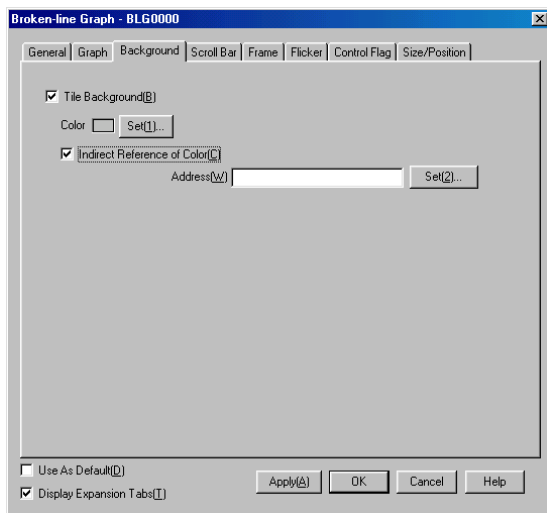 Broken-line Graph - BLG0000
General Graph Background Scroll Bar Frame Flicker Control Flag Size/Position
Tile Background(B)
Color Set(1)...
Indirect Reference of Color(C)
Address(W) Set(2)...
Use As Default(D)
Display Expansion Tabs(T)
Apply(A) OK Cancel Help